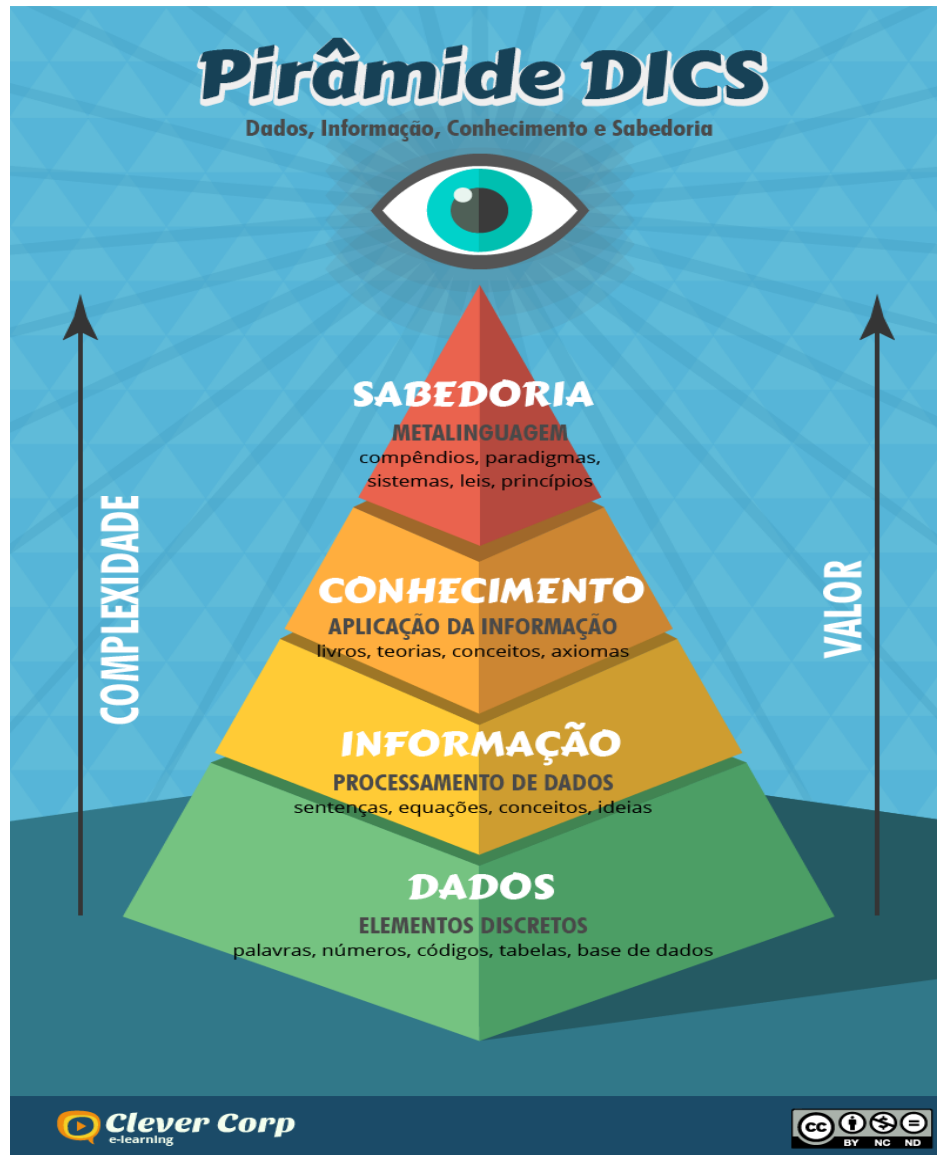 Pirâmide DICS
Dados, Informação, Conhecimento e Sabedoria
SABEDORIA
METALINGUAGEM
compêndios, paradigmas,
sistemas, leis, princípios
COMPLEXIDADE
VALOR
CONHECIMENTO
APLICAÇÃO DA INFORMAÇÃO
livros, teorias, conceitos, axiomas
INFORMAÇÃO
PROCESSAMENTO DE DADOS
sentenças, equações, conceitos, ideias
DADOS
ELEMENTOS DISCRETOS
palavras, números, códigos, tabelas, base de dados
Clever Corp
e-learning
cc
BY NC ND